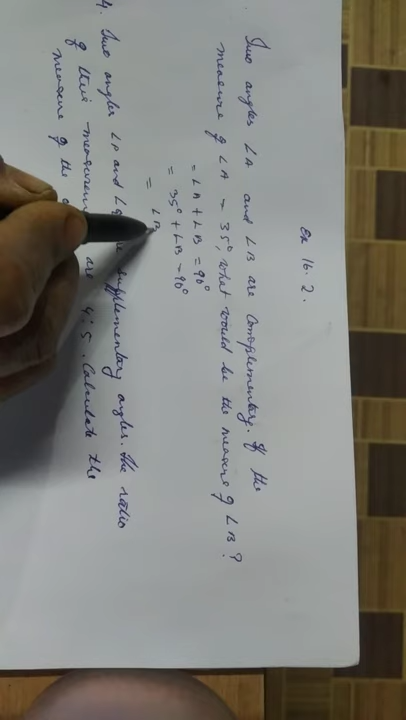 Ex 16.2.
Two angles ∠A and ∠B are Complementary. If the
measure of ∠A = 35°, what would be the measure of ∠B?
= ∠A + ∠B = 90°
= 35° + ∠B = 90°
= ∠B
4. Two angles ∠P and supplementary angles. The ratio
of their are 4:5. Calculate the
measure of the